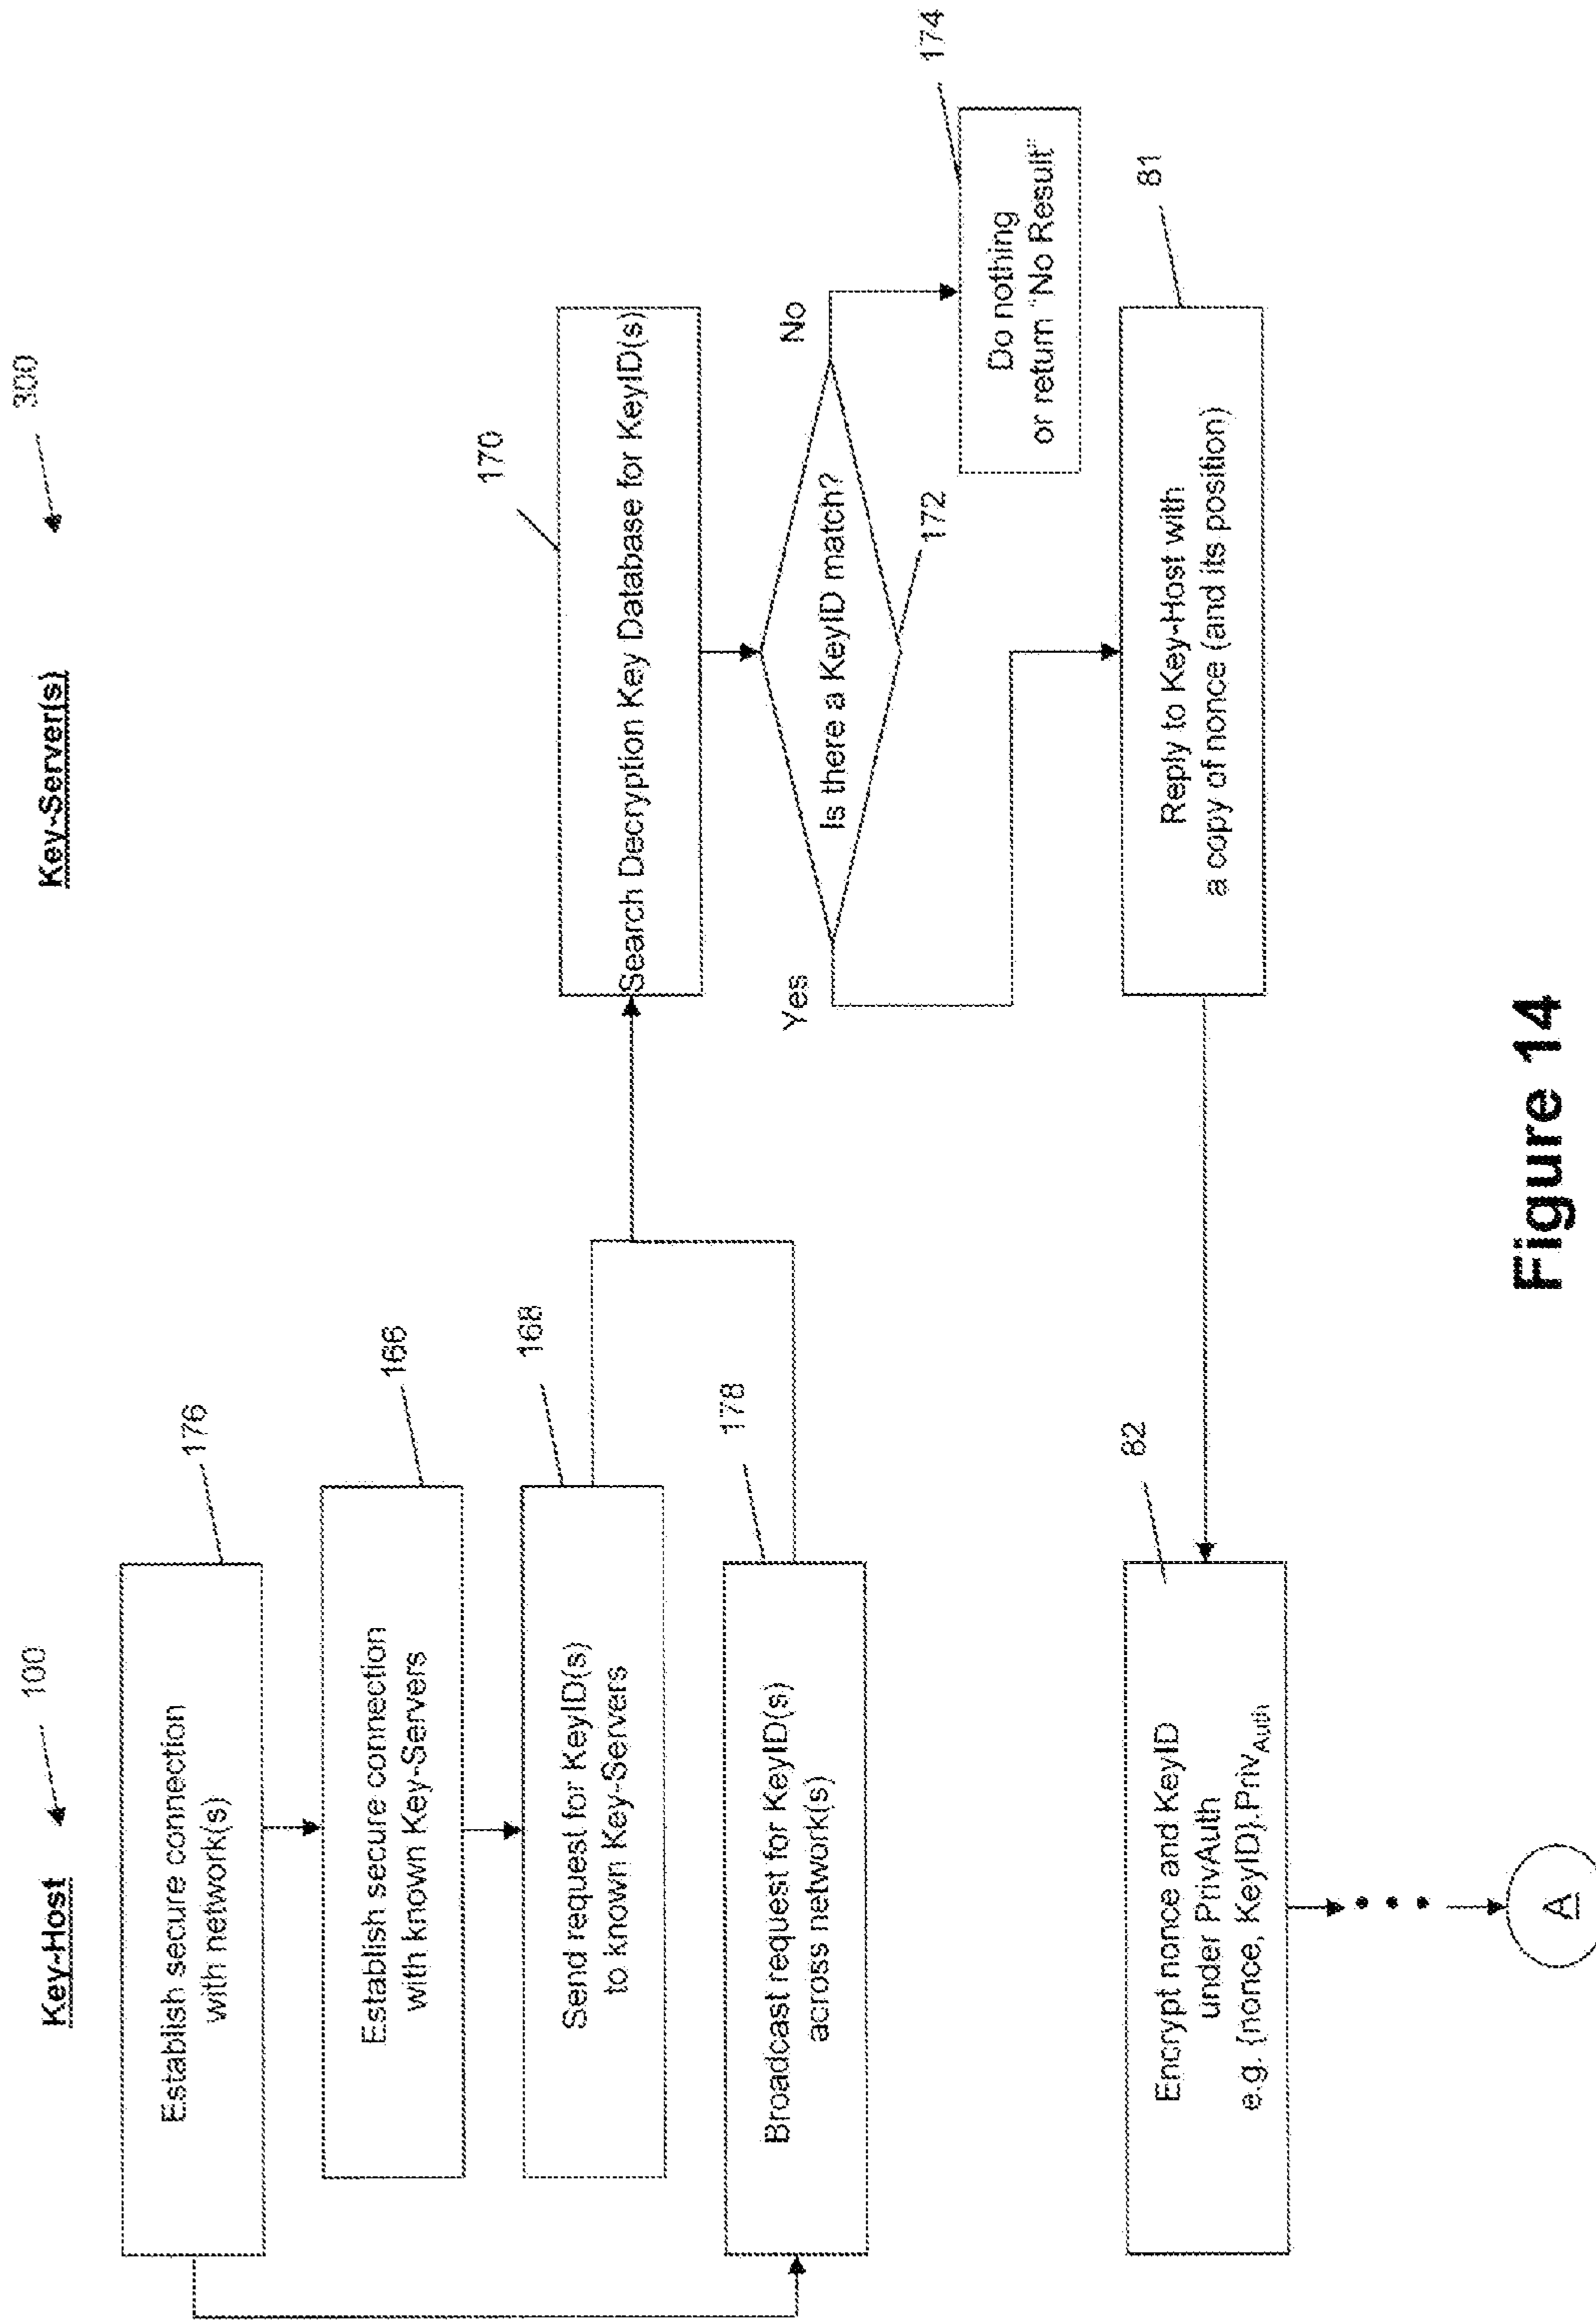 Key-Host
100
Key-Server(s)
300
Establish secure connection
with network(s)
176
Establish secure connection
with known Key-Servers
166
Send request for KeyID(s)
to known Key-Servers
168
Broadcast request for KeyID(s)
across network(s)
178
Search Decryption Key Database for KeyID(s)
170
Is there a KeyID match?
172
Yes
No
Do nothing
or return "No Result"
174
Reply to Key-Host with
a copy of nonce (and its position)
81
Encrypt nonce and KeyID
under PrivAuth
e.g. {nonce, KeyID}.Priv_Auth
82
A
Figure 14